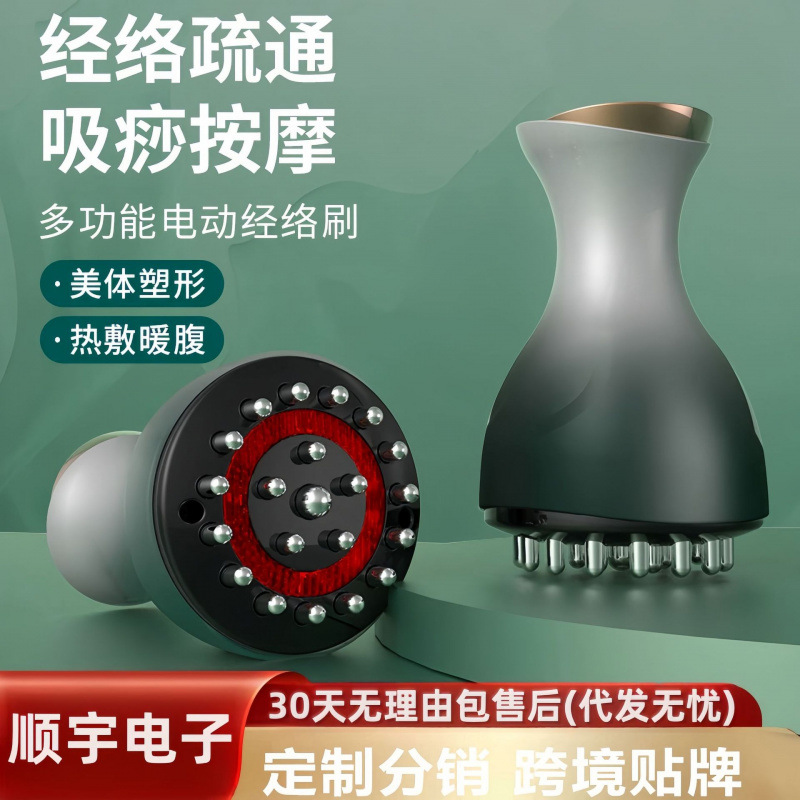 经络疏通
吸痧按摩
多功能电动经络刷
·美体塑形
·热敷暖腹
顺宇电子
30天无理由包售后(代发无忧)
定制分销 跨境贴牌